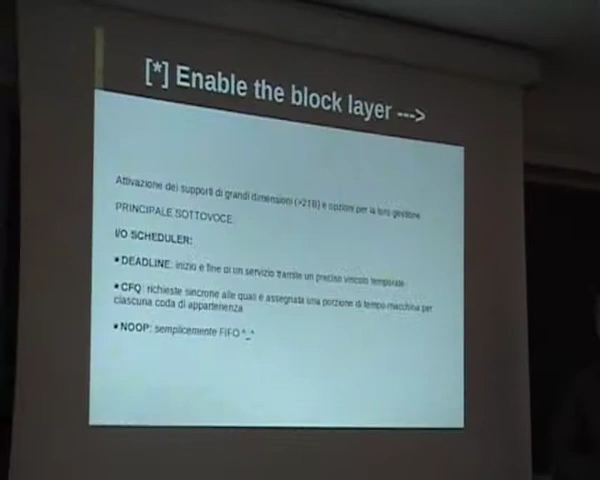 [*] Enable the block layer --->
Attivazione dei supporti di grandi dimensioni (>2TB) e opzioni per la loro gestione
PRINCIPALE SOTTOVOCE:
I/O SCHEDULER:
▪ DEADLINE: inizio e fine di un servizio tramite un preciso vincolo temporale
▪ CFQ: richieste sincrone alle quali è assegnata una porzione di tempo-macchina per
ciascuna coda di appartenenza
▪ NOOP: semplicemente FIFO ^_^